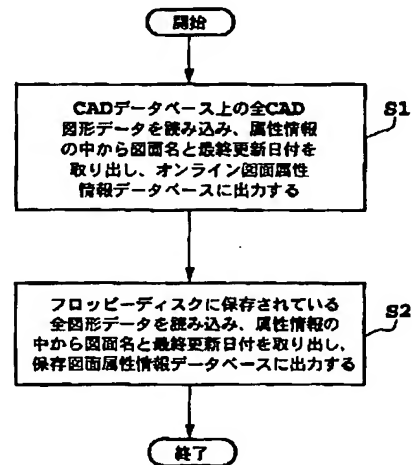 開始
CADデータベース上の全CAD
図形データを読み込み、属性情報
の中から図面名と最終更新日付を
取り出し、オンライン図面属性
情報データベースに出力する
S1
フロッピーディスクに保存されている
全図形データを読み込み、属性情報の
中から図面名と最終更新日付を取り出し、
保存図面属性情報データベースに出力する
S2
終了